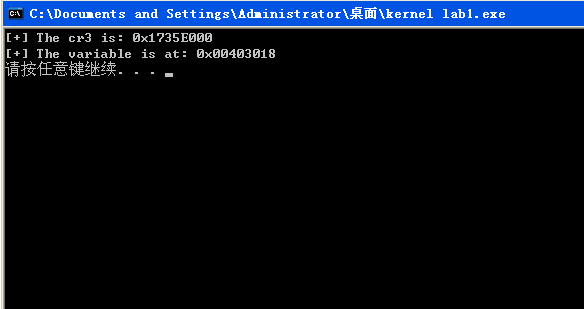 C:\Documents and Settings\Administrator\桌面\kernel lab1.exe
[+] The cr3 is: 0x1735E000
[+] The variable is at: 0x00403018
请按任意键继续. . .